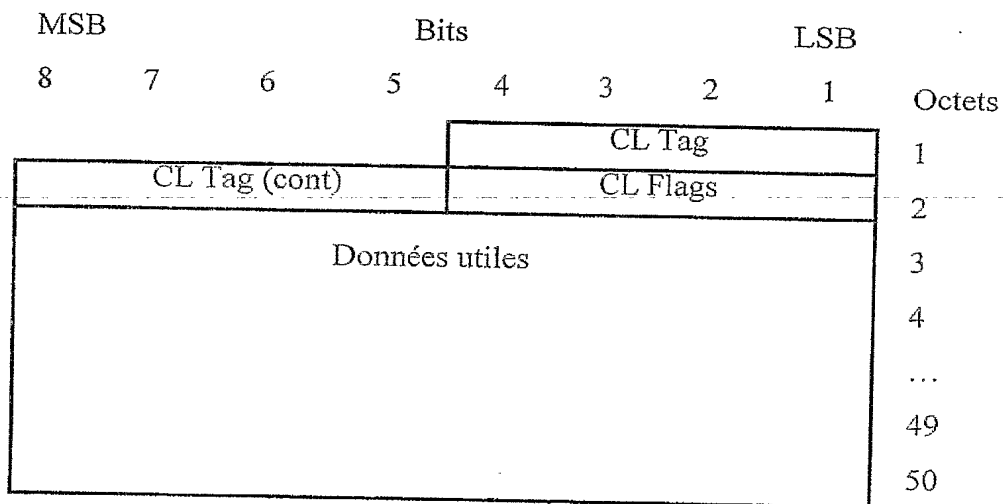 MSB Bits LSB
8 7 6 5 4 3 2 1 Octets
CL Tag 1
CL Tag (cont) CL Flags 2
Données utiles 3
4
...
49
50